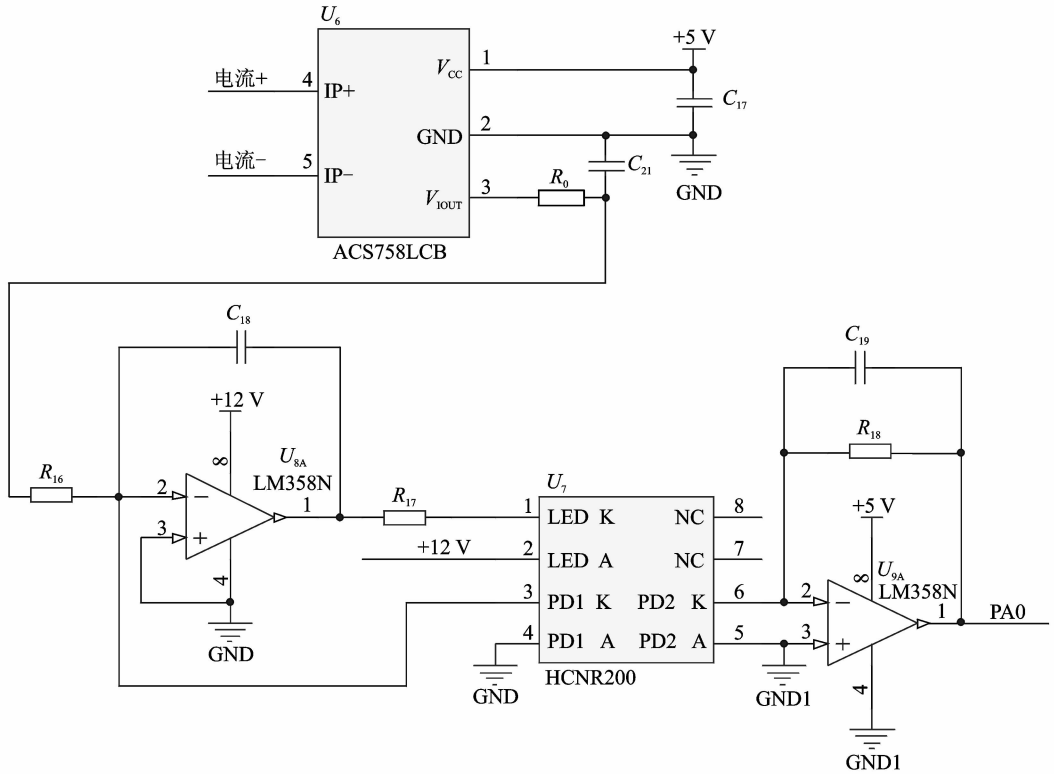 U6
电流+ 4 IP+
VCC 1
+5 V
C17
GND 2
C21
GND
电流− 5 IP−
VIOUT 3
R0
ACS758LCB
C18
+12 V
8
U8A
LM358N
R16
2 −
3 +
1
4
GND
R17
+12 V
U7
1 LED K NC 8
2 LED A NC 7
3 PD1 K PD2 K 6
4 PD1 A PD2 A 5
GND
HCNR200
GND1
C19
R18
+5 V
8
U9A
LM358N
2 −
3 +
1
PA0
4
GND1